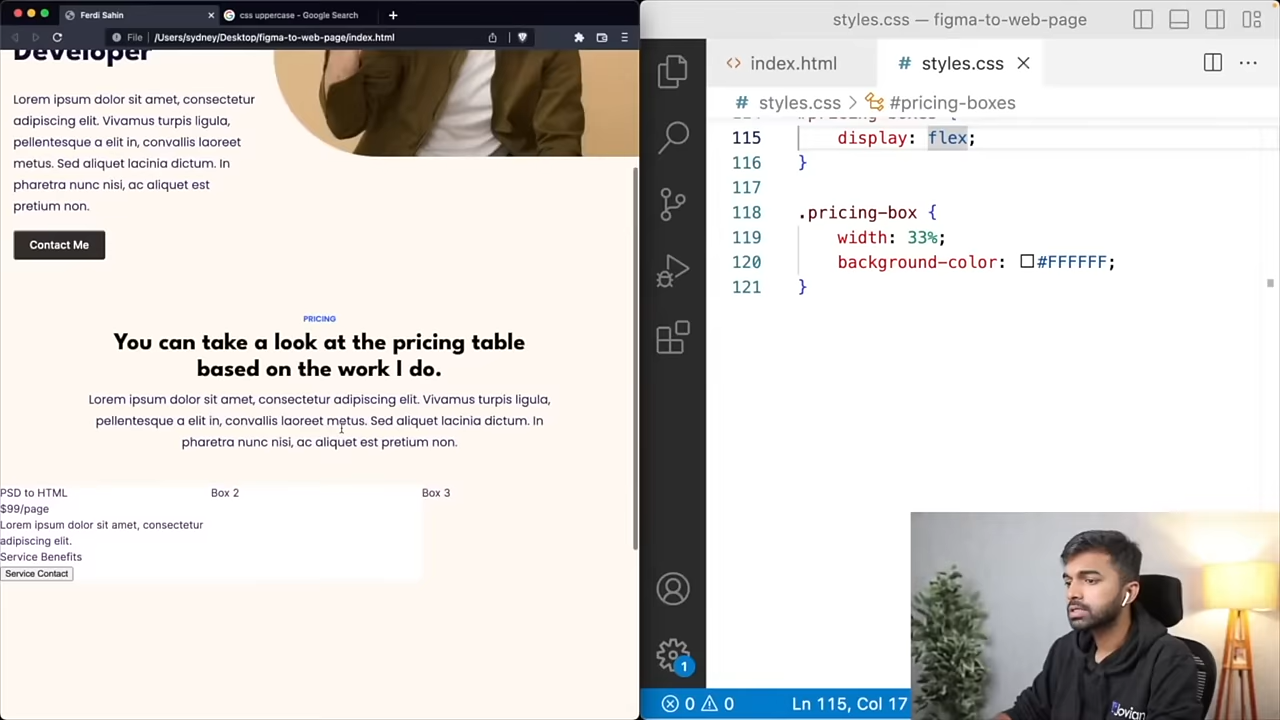 Ferdi Sahin
css uppercase - Google Search
File
/Users/sydney/Desktop/figma-to-web-page/index.html
styles.css — figma-to-web-page
index.html
# styles.css
# styles.css > #pricing-boxes
Developer
Lorem ipsum dolor sit amet, consectetur
adipiscing elit. Vivamus turpis ligula,
pellentesque a elit in, convallis laoreet
metus. Sed aliquet lacinia dictum. In
pharetra nunc nisi, ac aliquet est
pretium non.
Contact Me
PRICING
You can take a look at the pricing table
based on the work I do.
Lorem ipsum dolor sit amet, consectetur adipiscing elit. Vivamus turpis ligula,
pellentesque a elit in, convallis laoreet metus. Sed aliquet lacinia dictum. In
pharetra nunc nisi, ac aliquet est pretium non.
PSD to HTML
$99/page
Lorem ipsum dolor sit amet, consectetur
adipiscing elit.
Service Benefits
Service Contact
Box 2
Box 3
115 display: flex;
116 }
117
118 .pricing-box {
119 width: 33%;
120 background-color: #FFFFFF;
121 }
1
0 0
Ln 115, Col 17
Jovian